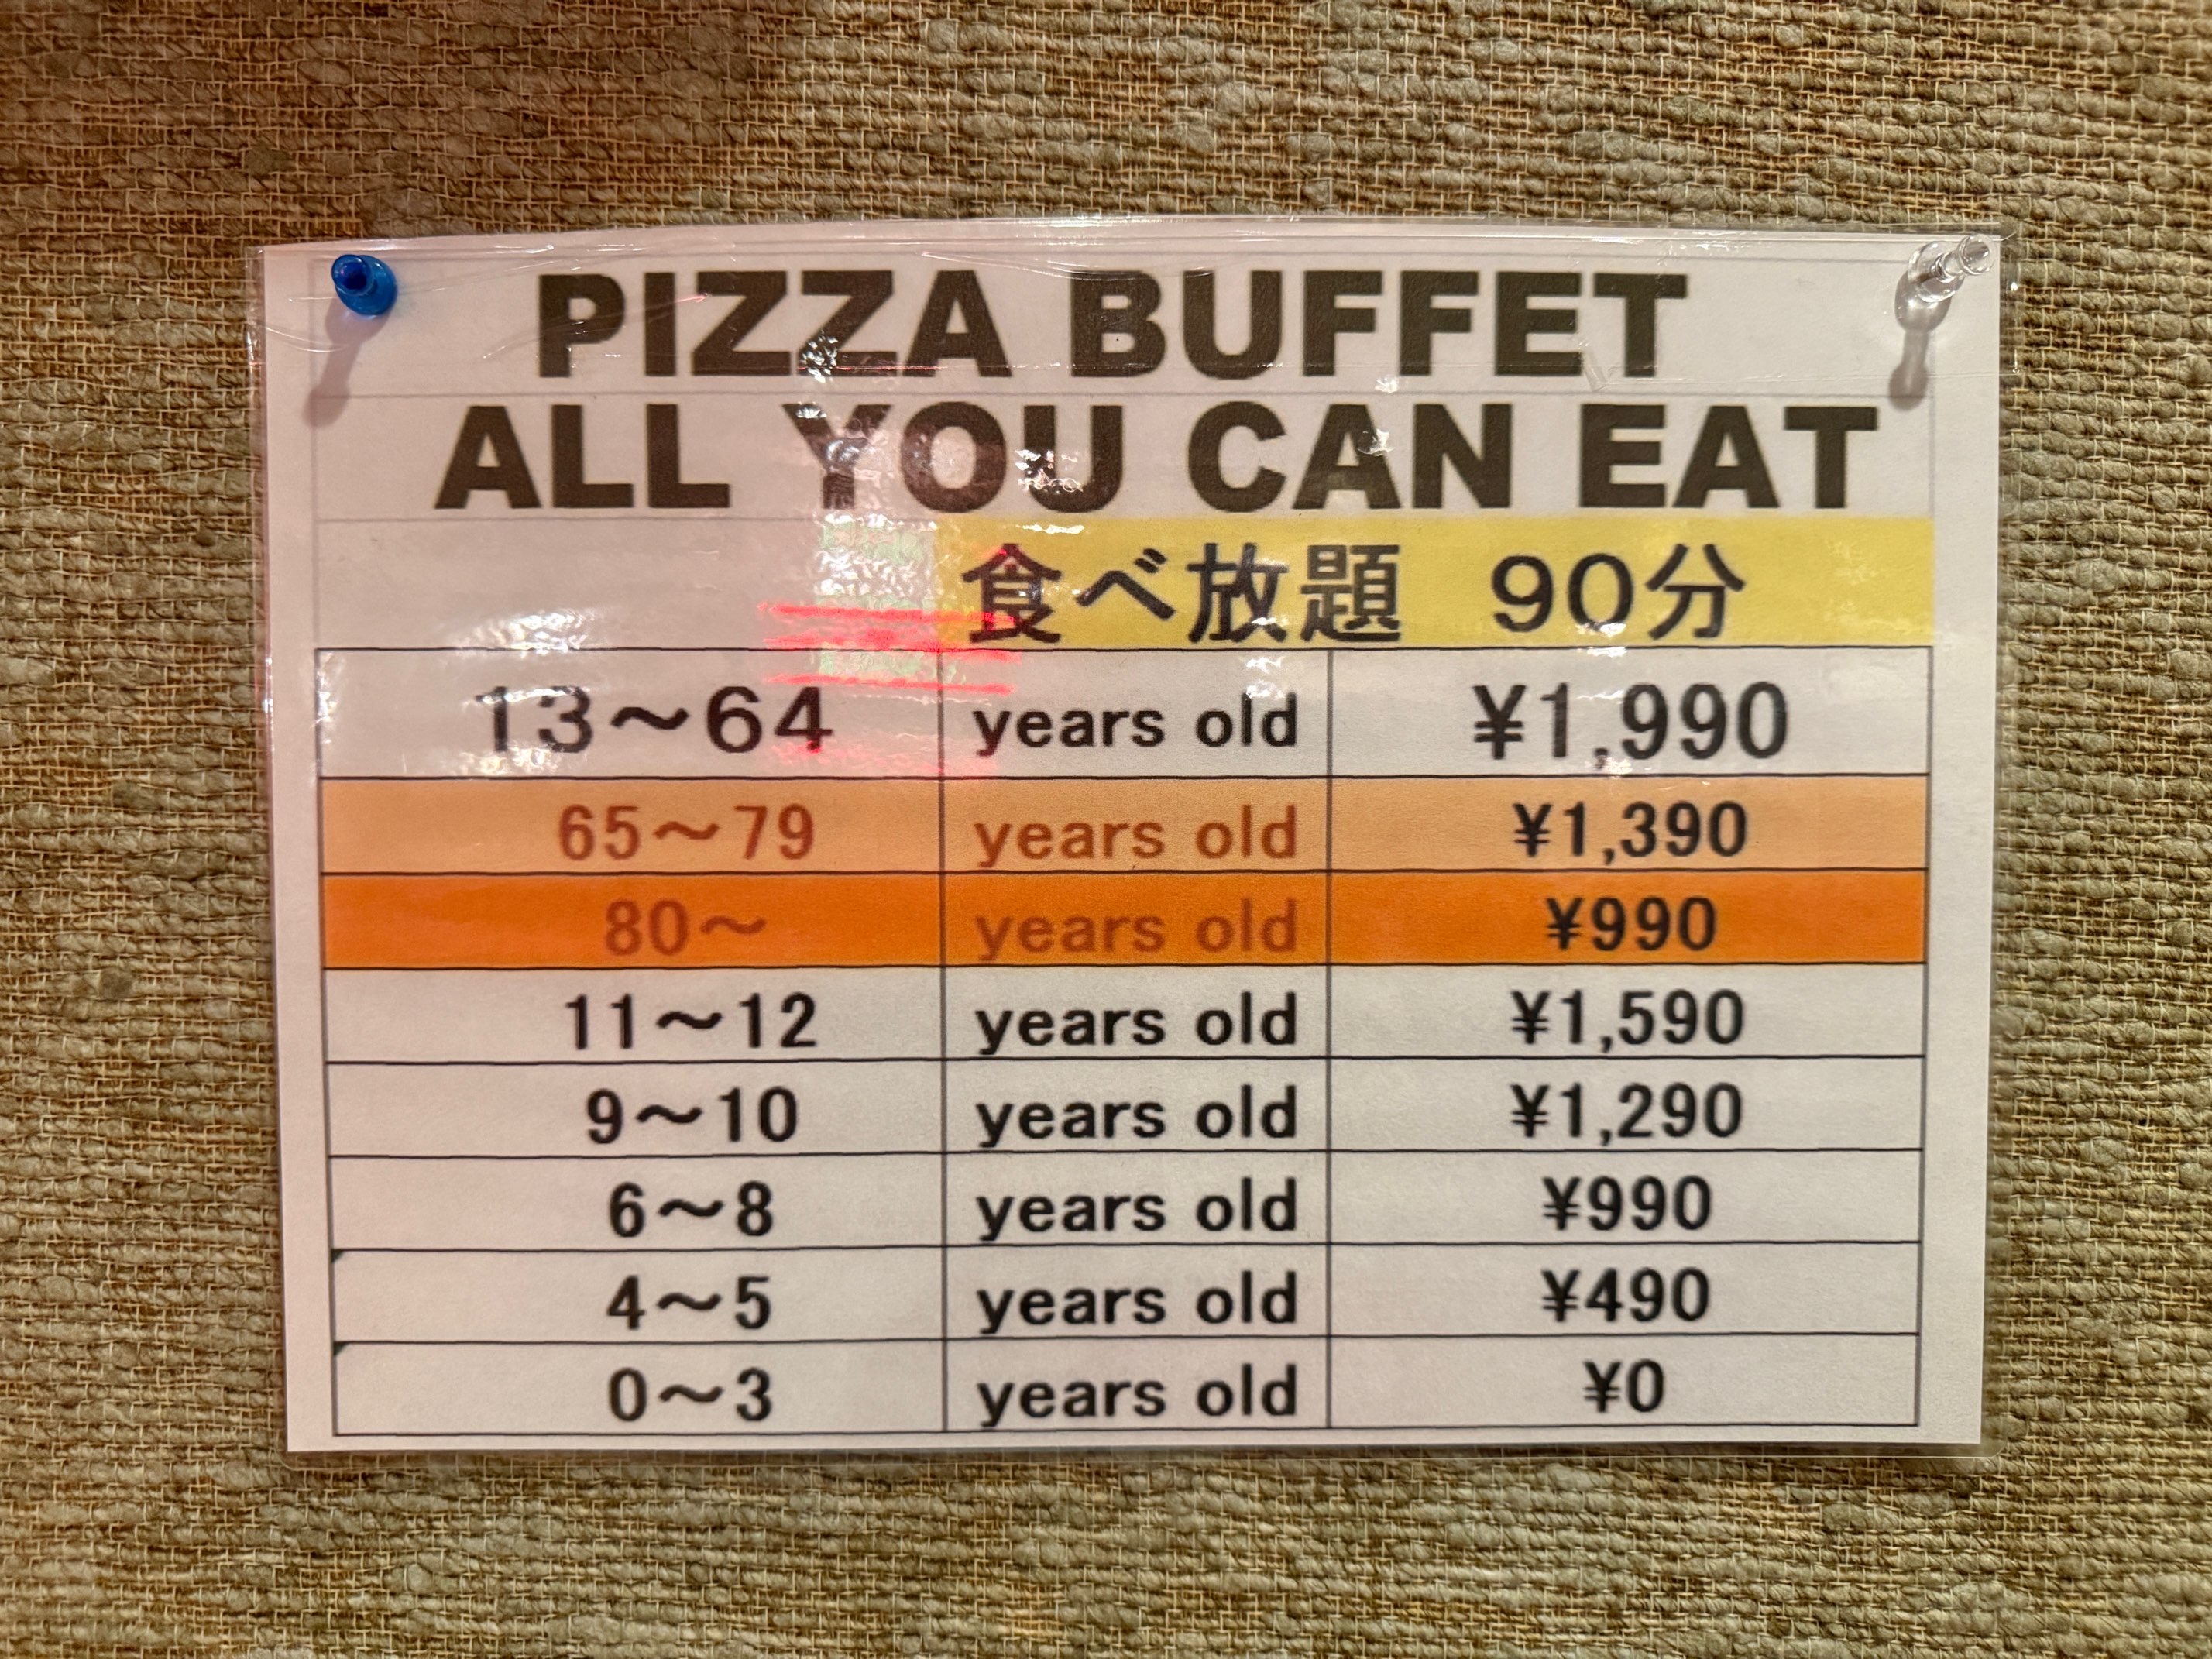 PIZZA BUFFET
ALL YOU CAN EAT
食べ放題 90分
13～64 years old ¥1,990
65～79 years old ¥1,390
80～ years old ¥990
11～12 years old ¥1,590
9～10 years old ¥1,290
6～8 years old ¥990
4～5 years old ¥490
0～3 years old ¥0